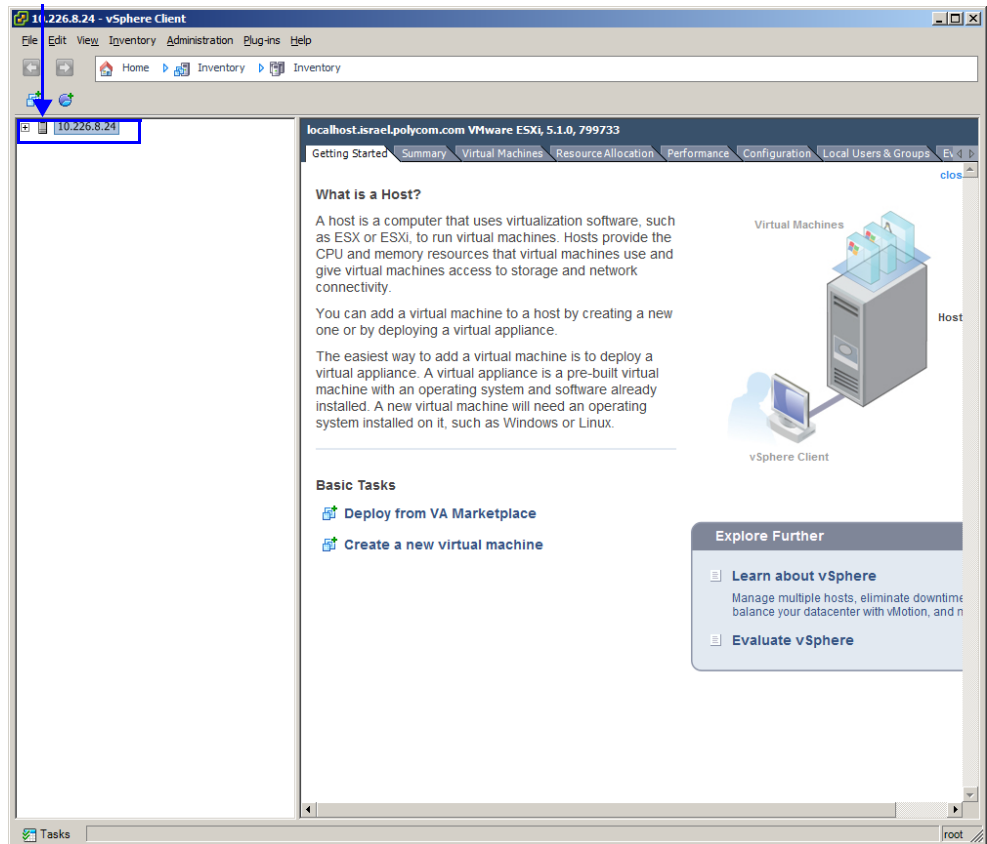 10.226.8.24 - vSphere Client
File Edit View Inventory Administration Plug-ins Help
Home Inventory Inventory
10.226.8.24
localhost.israel.polycom.com VMware ESXi, 5.1.0, 799733
Getting Started Summary Virtual Machines Resource Allocation Performance Configuration Local Users & Groups Ev
clos
What is a Host?
A host is a computer that uses virtualization software, such
as ESX or ESXi, to run virtual machines. Hosts provide the
CPU and memory resources that virtual machines use and
give virtual machines access to storage and network
connectivity.
You can add a virtual machine to a host by creating a new
one or by deploying a virtual appliance.
The easiest way to add a virtual machine is to deploy a
virtual appliance. A virtual appliance is a pre-built virtual
machine with an operating system and software already
installed. A new virtual machine will need an operating
system installed on it, such as Windows or Linux.
Virtual Machines
Host
vSphere Client
Basic Tasks
Deploy from VA Marketplace
Create a new virtual machine
Explore Further
Learn about vSphere
Manage multiple hosts, eliminate downtime
balance your datacenter with vMotion, and n
Evaluate vSphere
Tasks
root